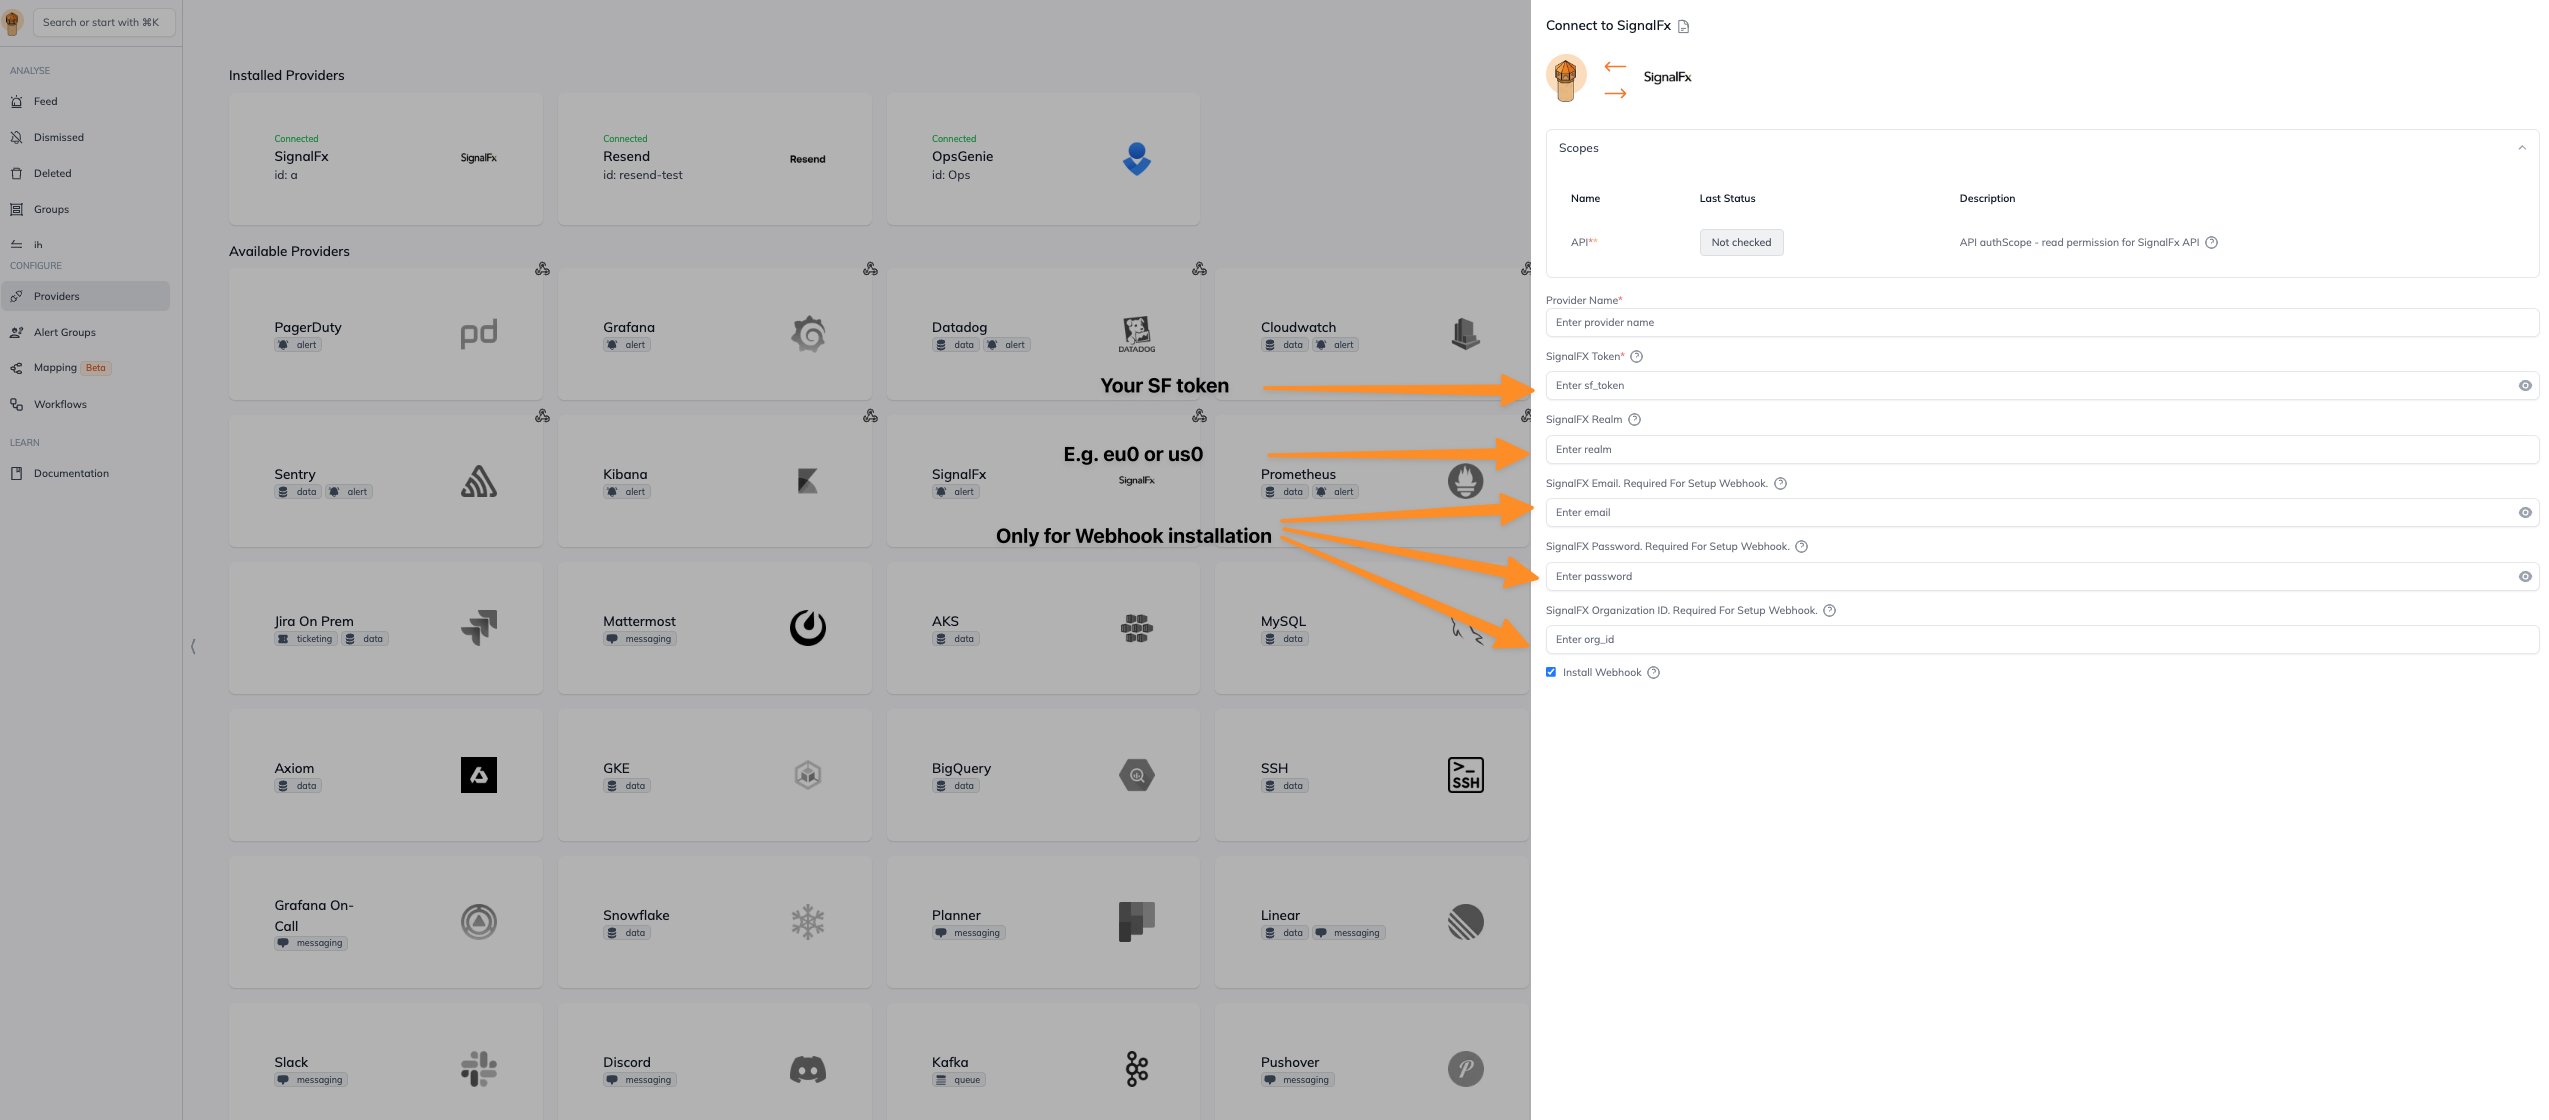 Search or start with ⌘K
ANALYSE
Feed
Dismissed
Deleted
Groups
CONFIGURE
Providers
Alert Groups
Mapping Beta
Workflows
LEARN
Documentation
Installed Providers
Connected
SignalFx
id: a
SignalFx
Connected
Resend
id: resend-test
Resend
Connected
OpsGenie
id: Ops
Available Providers
PagerDuty
alert
pd
Grafana
alert
Datadog
data alert
DATADOG
Cloudwatch
data alert
Your SF token
Sentry
data alert
Kibana
alert
E.g. eu0 or us0
SignalFx
alert
SignalFx
Prometheus
data alert
Only for Webhook installation
Jira On Prem
ticketing data
Mattermost
messaging
AKS
data
MySQL
data
Axiom
data
GKE
data
BigQuery
data
SSH
data
>_
SSH
Grafana On-
Call
messaging
Snowflake
data
Planner
messaging
Linear
data messaging
Slack
messaging
Discord
messaging
Kafka
queue
Pushover
messaging
Connect to SignalFx
SignalFx
Scopes
Name Last Status Description
API** Not checked API authScope - read permission for SignalFx API
Provider Name*
Enter provider name
SignalFX Token*
Enter sf_token
SignalFX Realm
Enter realm
SignalFX Email. Required For Setup Webhook.
Enter email
SignalFX Password. Required For Setup Webhook.
Enter password
SignalFX Organization ID. Required For Setup Webhook.
Enter org_id
Install Webhook